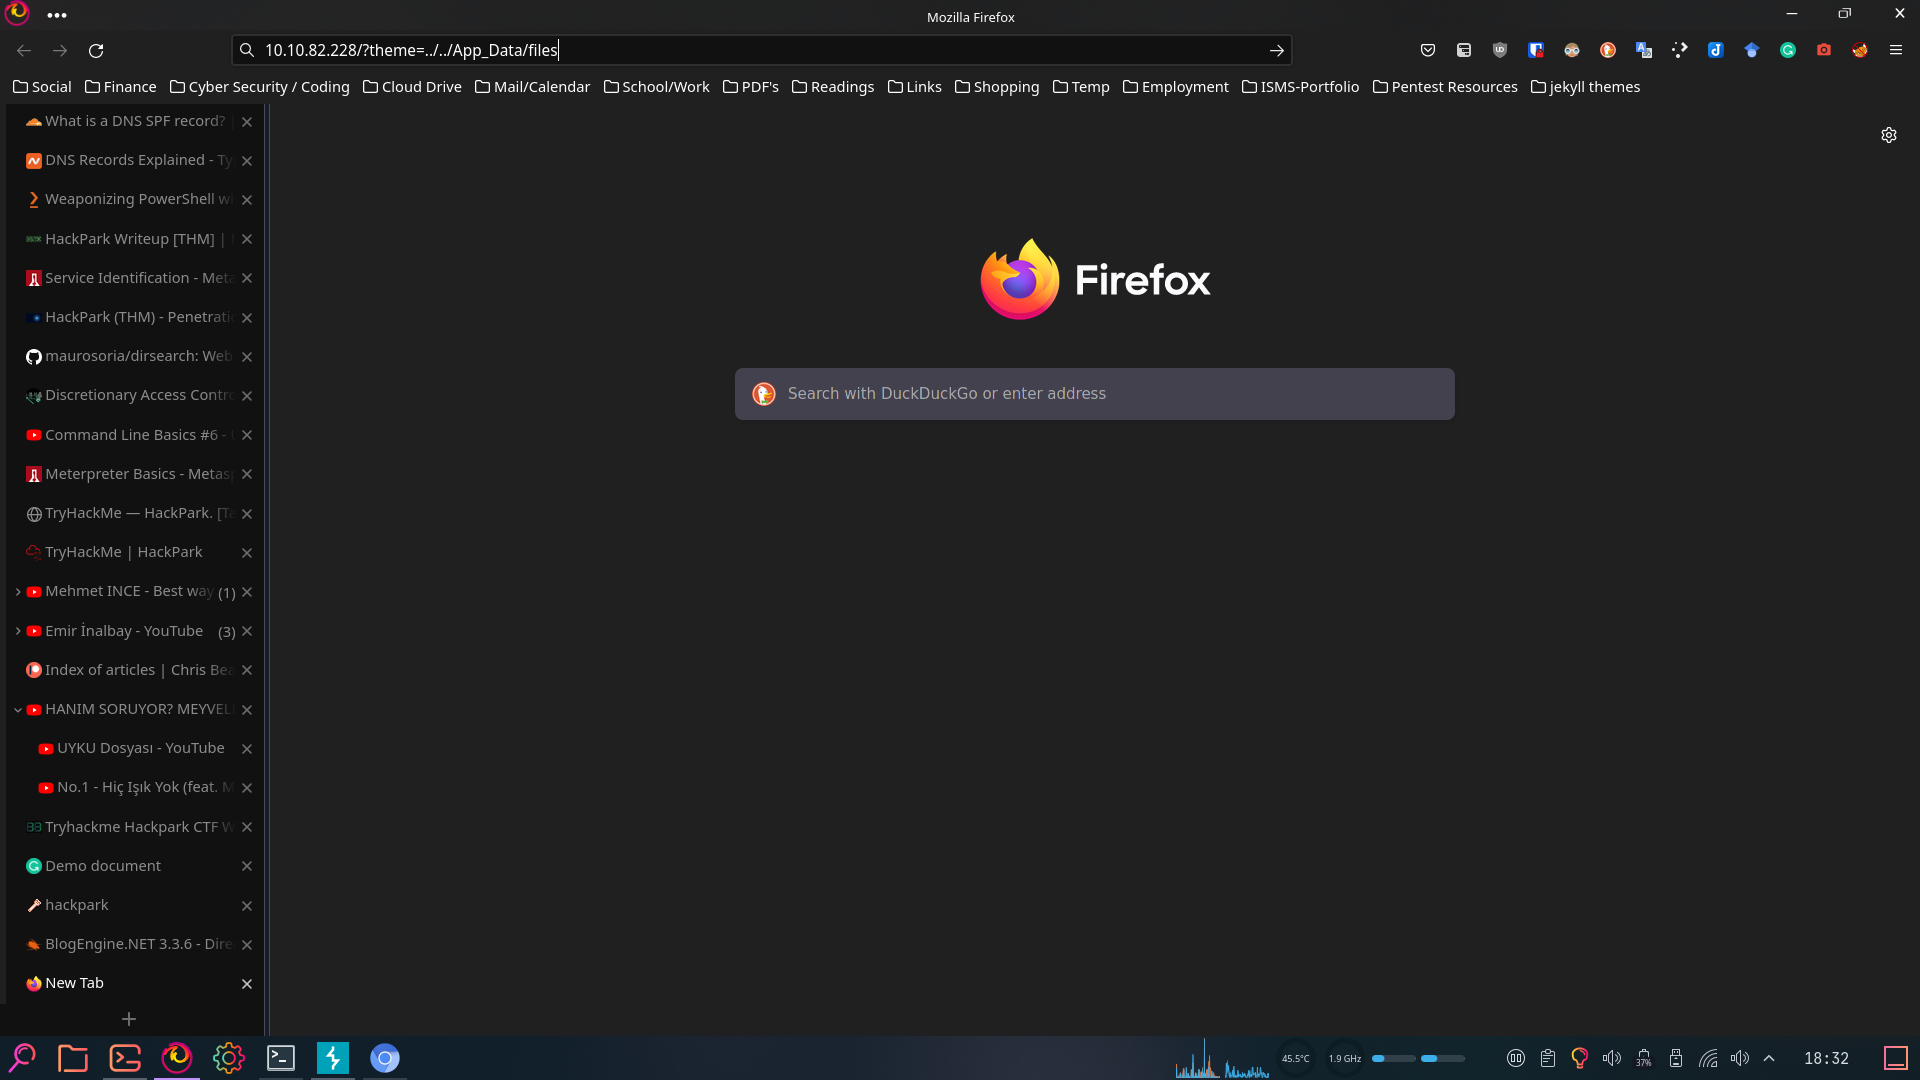 Mozilla Firefox
10.10.82.228/?theme=../../App_Data/files
Social Finance Cyber Security / Coding Cloud Drive Mail/Calendar School/Work PDF's Readings Links Shopping Temp Employment ISMS-Portfolio Pentest Resources jekyll themes
What is a DNS SPF record?
DNS Records Explained - Ty
Weaponizing PowerShell wi
HackPark Writeup [THM] |
Service Identification - Meta
HackPark (THM) - Penetratio
maurosoria/dirsearch: Web
Discretionary Access Contro
Command Line Basics #6 -
Meterpreter Basics - Metasp
TryHackMe — HackPark. [Ta
TryHackMe | HackPark
Mehmet INCE - Best way (1)
Emir İnalbay - YouTube (3)
Index of articles | Chris Bea
HANIM SORUYOR? MEYVEL
UYKU Dosyası - YouTube
No.1 - Hiç Işık Yok (feat. M
Tryhackme Hackpark CTF W
Demo document
hackpark
BlogEngine.NET 3.3.6 - Dire
New Tab
Firefox
Search with DuckDuckGo or enter address
45.5°C 1.9 GHz 37% 18:32